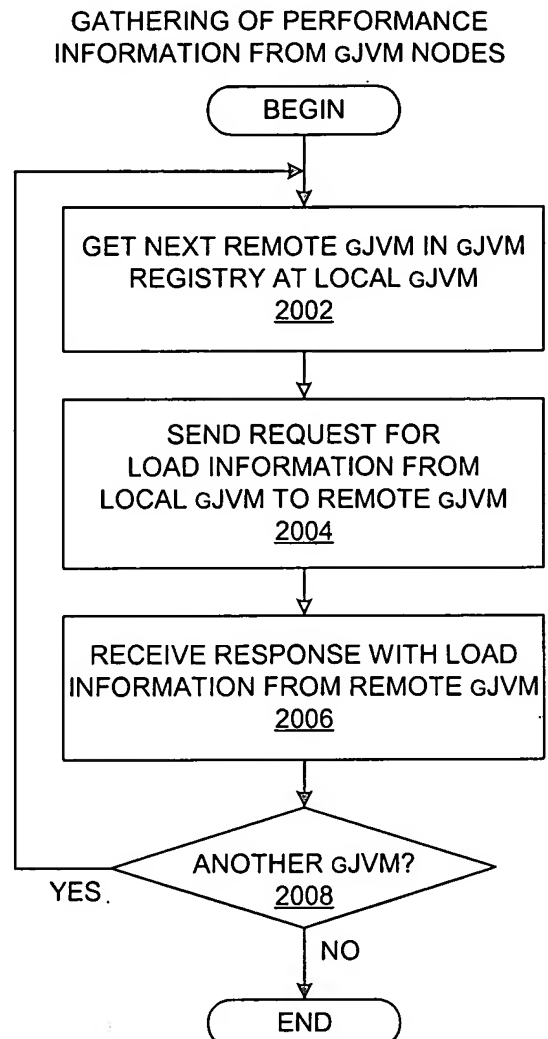 GATHERING OF PERFORMANCE
INFORMATION FROM GJVM NODES
BEGIN
GET NEXT REMOTE GJVM IN GJVM
REGISTRY AT LOCAL GJVM
2002
SEND REQUEST FOR
LOAD INFORMATION FROM
LOCAL GJVM TO REMOTE GJVM
2004
RECEIVE RESPONSE WITH LOAD
INFORMATION FROM REMOTE GJVM
2006
ANOTHER GJVM?
2008
YES
NO
END